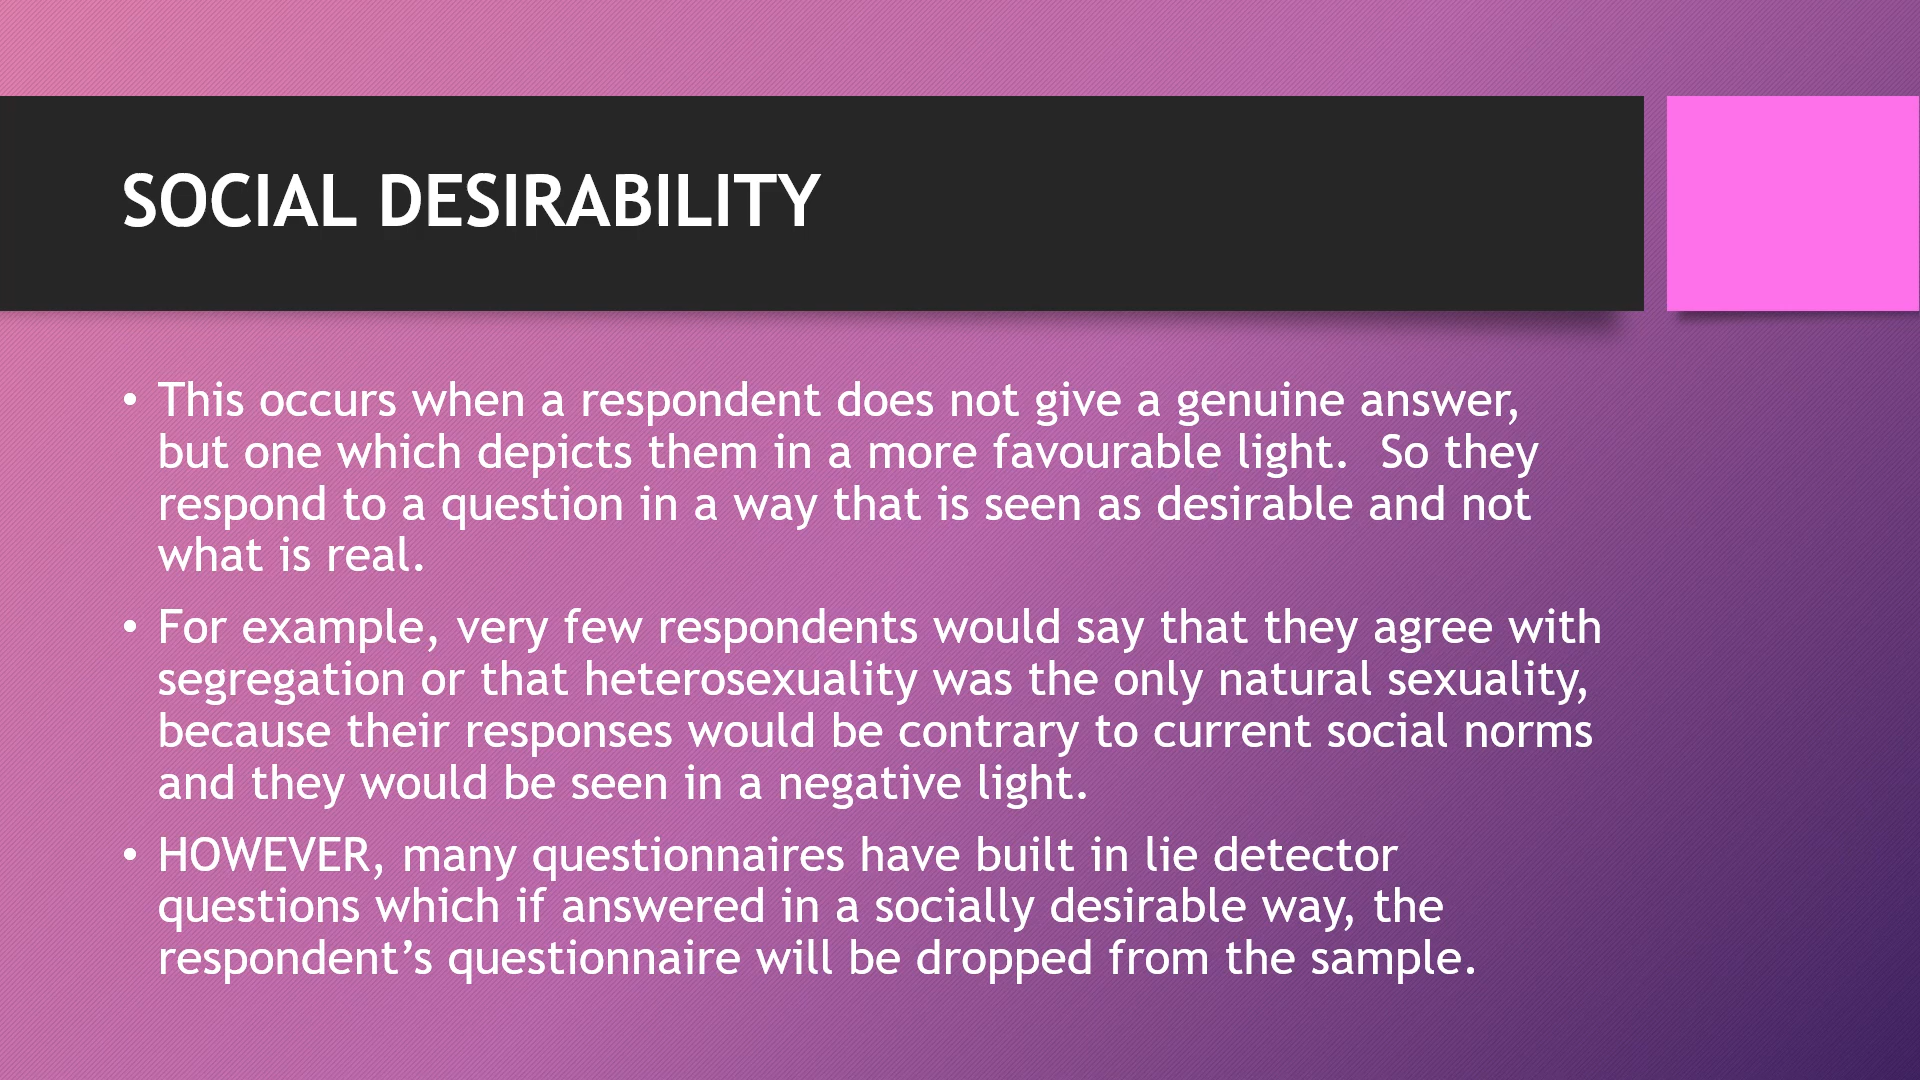 SOCIAL DESIRABILITY
• This occurs when a respondent does not give a genuine answer,
but one which depicts them in a more favourable light.  So they
respond to a question in a way that is seen as desirable and not
what is real.
• For example, very few respondents would say that they agree with
segregation or that heterosexuality was the only natural sexuality,
because their responses would be contrary to current social norms
and they would be seen in a negative light.
• HOWEVER, many questionnaires have built in lie detector
questions which if answered in a socially desirable way, the
respondent’s questionnaire will be dropped from the sample.